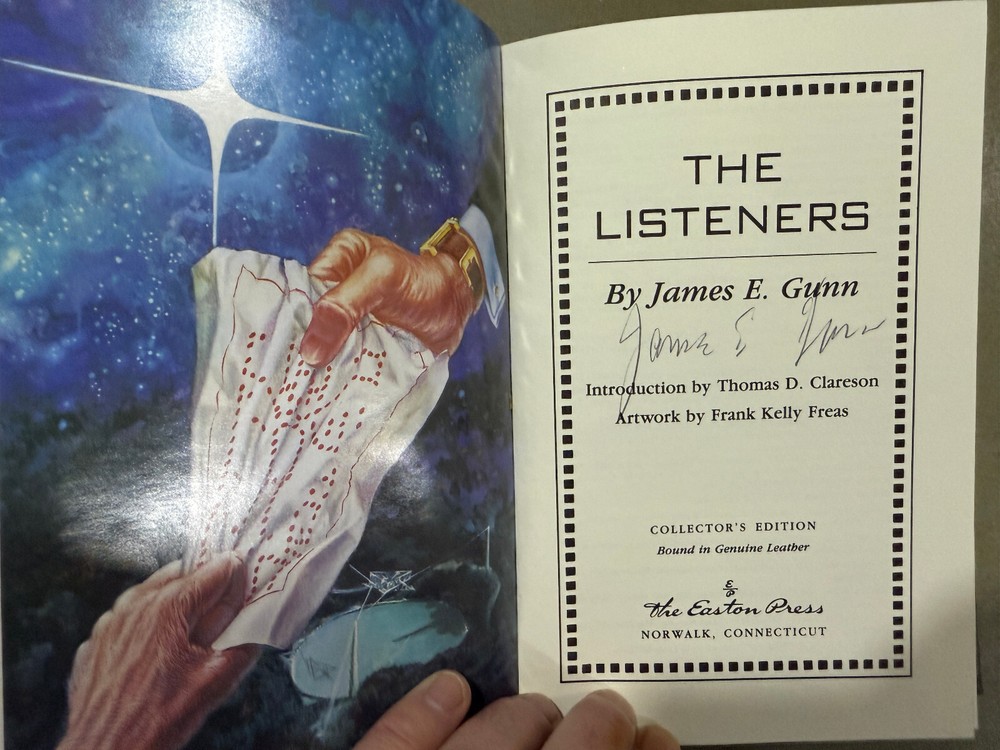 THE
LISTENERS
By James E. Gunn
James E Gunn
Introduction by Thomas D. Clareson
Artwork by Frank Kelly Freas
COLLECTOR'S EDITION
Bound in Genuine Leather
E/P
The Easton Press
NORWALK, CONNECTICUT